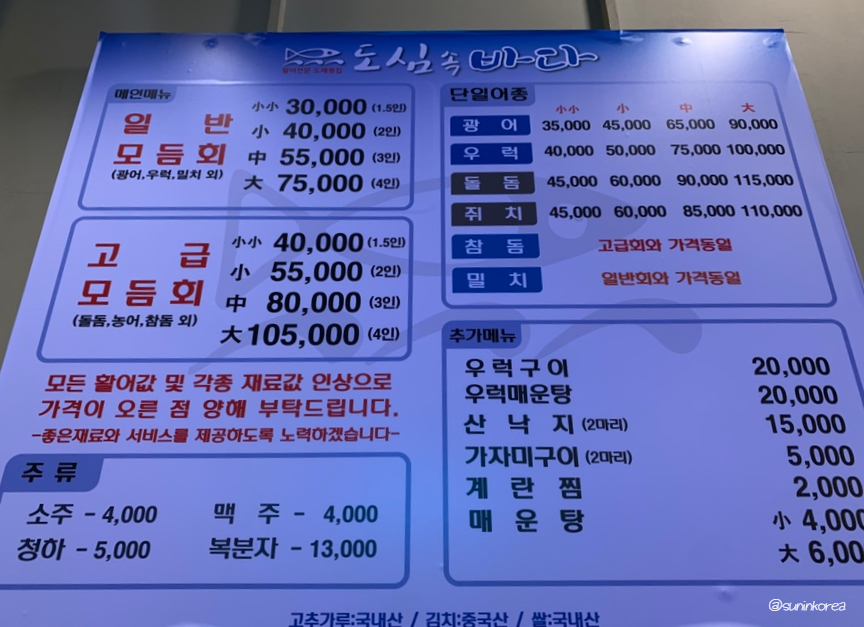 도심속바다
메인메뉴
일반
모듬회
(광어,우럭,밀치 외)
小小 30,000 (1.5인)
小 40,000 (2인)
中 55,000 (3인)
大 75,000 (4인)
고급
모듬회
(돌돔,농어,참돔 외)
小小 40,000 (1.5인)
小 55,000 (2인)
中 80,000 (3인)
大 105,000 (4인)
모든 활어값 및 각종 재료값 인상으로
가격이 오른 점 양해 부탁드립니다.
-좋은재료와 서비스를 제공하도록 노력하겠습니다-
주류
소주 - 4,000 맥주 - 4,000
청하 - 5,000 복분자 - 13,000
단일어종
小小 小 中 大
광어 35,000 45,000 65,000 90,000
우럭 40,000 50,000 75,000 100,000
돌돔 45,000 60,000 90,000 115,000
쥐치 45,000 60,000 85,000 110,000
참돔 고급회와 가격동일
밀치 일반회와 가격동일
추가메뉴
우럭구이 20,000
우럭매운탕 20,000
산낙지 (2마리) 15,000
가자미구이 (2마리) 5,000
계란찜 2,000
매운탕 小 4,000
大 6,00
고추가루:국내산 / 김치:중국산 / 쌀:국내산
@suninkorea